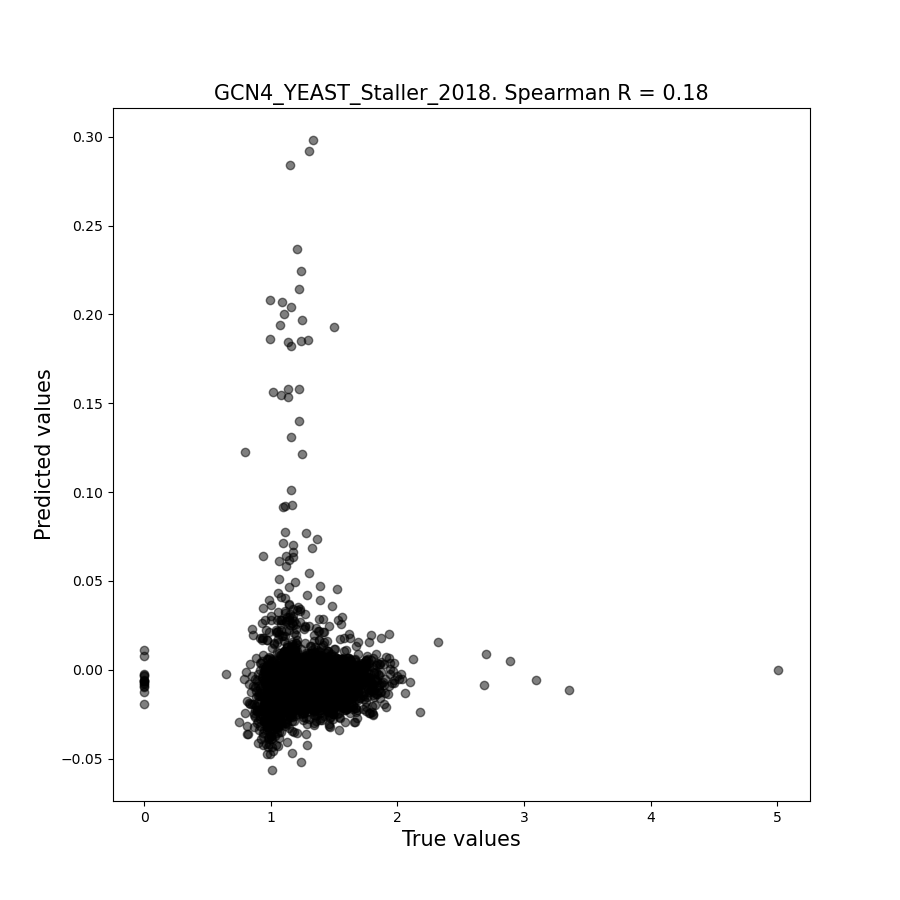 GCN4_YEAST_Staller_2018. Spearman R = 0.18
0.30
0.25
0.20
0.15
0.10
0.05
0.00
−0.05
Predicted values
0 1 2 3 4 5
True values